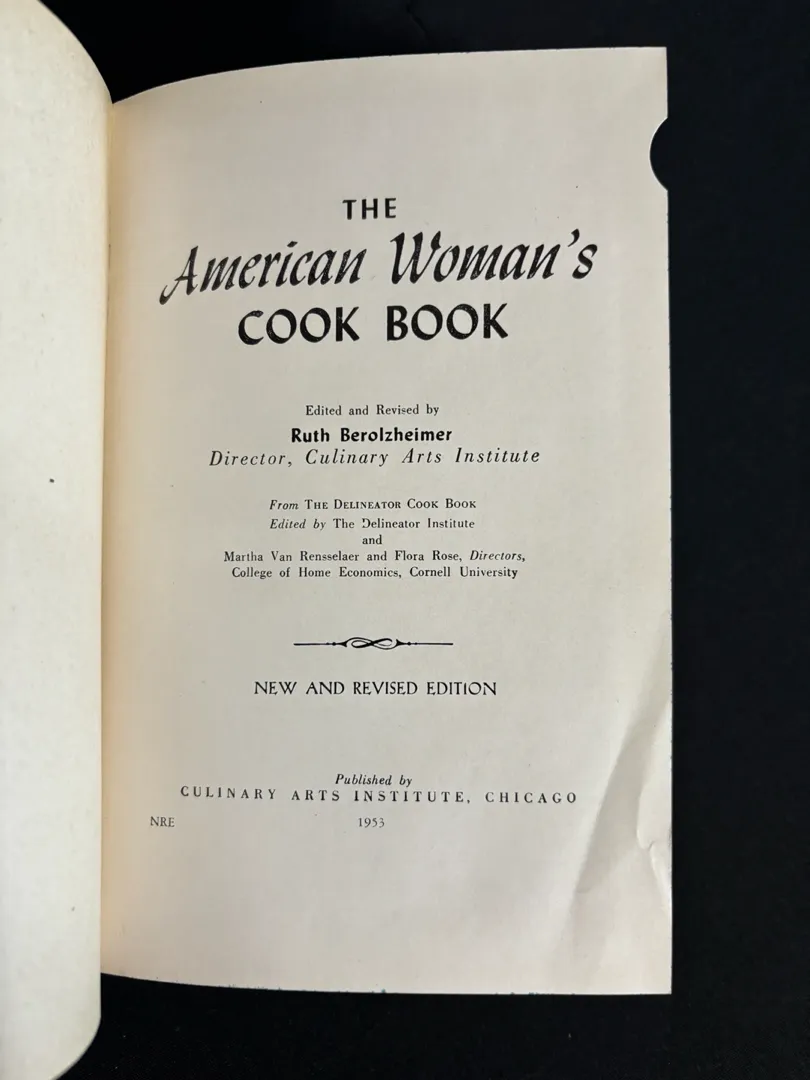 THE
American Woman's
COOK BOOK
Edited and Revised by
Ruth Berolzheimer
Director, Culinary Arts Institute
From THE DELINEATOR COOK BOOK
Edited by The Delineator Institute
and
Martha Van Rensselaer and Flora Rose, Directors,
College of Home Economics, Cornell University
NEW AND REVISED EDITION
Published by
CULINARY ARTS INSTITUTE, CHICAGO
NRE 1953